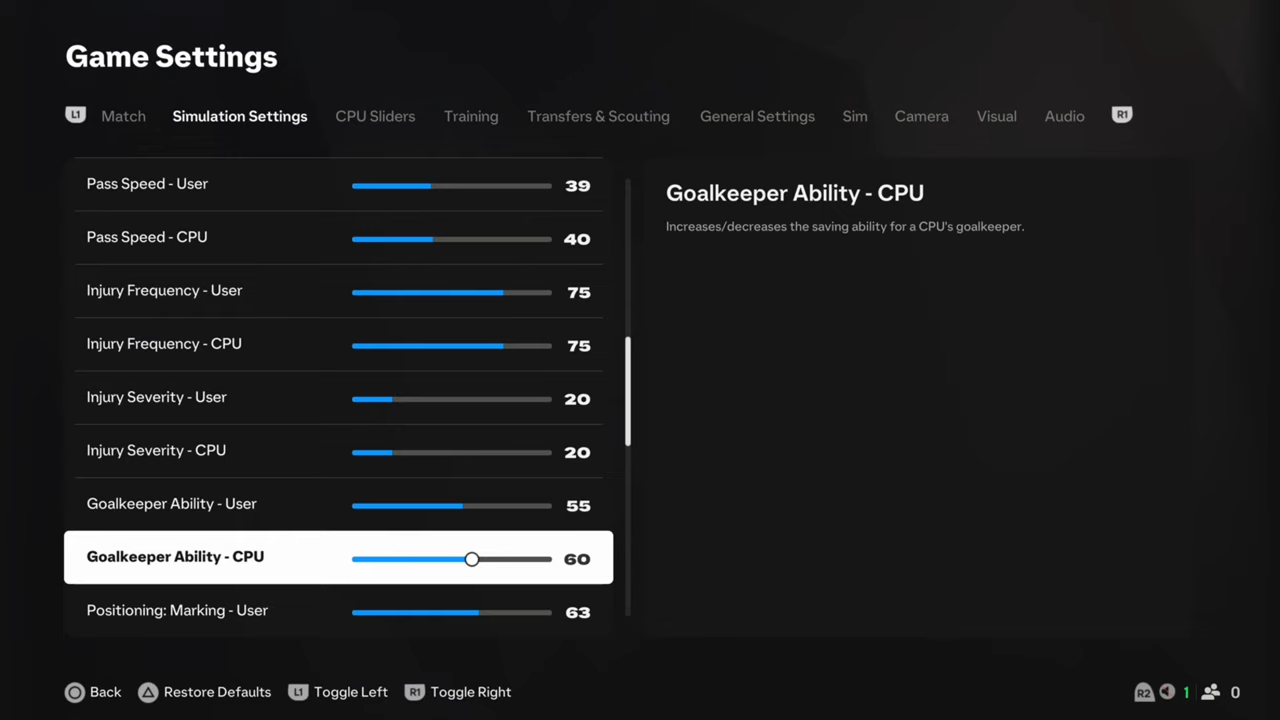 Game Settings
L1 Match Simulation Settings CPU Sliders Training Transfers & Scouting General Settings Sim Camera Visual Audio R1
Pass Speed - User 39
Pass Speed - CPU 40
Injury Frequency - User 75
Injury Frequency - CPU 75
Injury Severity - User 20
Injury Severity - CPU 20
Goalkeeper Ability - User 55
Goalkeeper Ability - CPU 60
Positioning: Marking - User 63
Goalkeeper Ability - CPU
Increases/decreases the saving ability for a CPU's goalkeeper.
Back Restore Defaults L1 Toggle Left R1 Toggle Right
R2 1 0